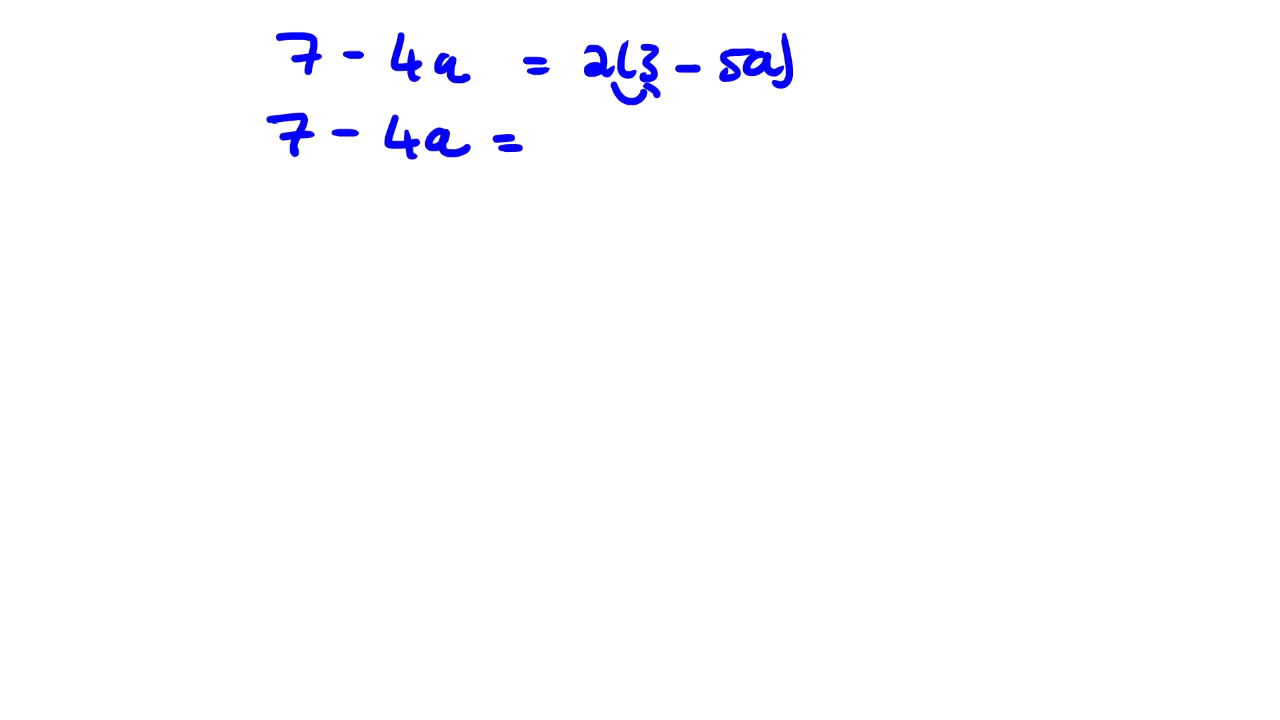 7 - 4a = 2(3 - 5a)
7 - 4a =